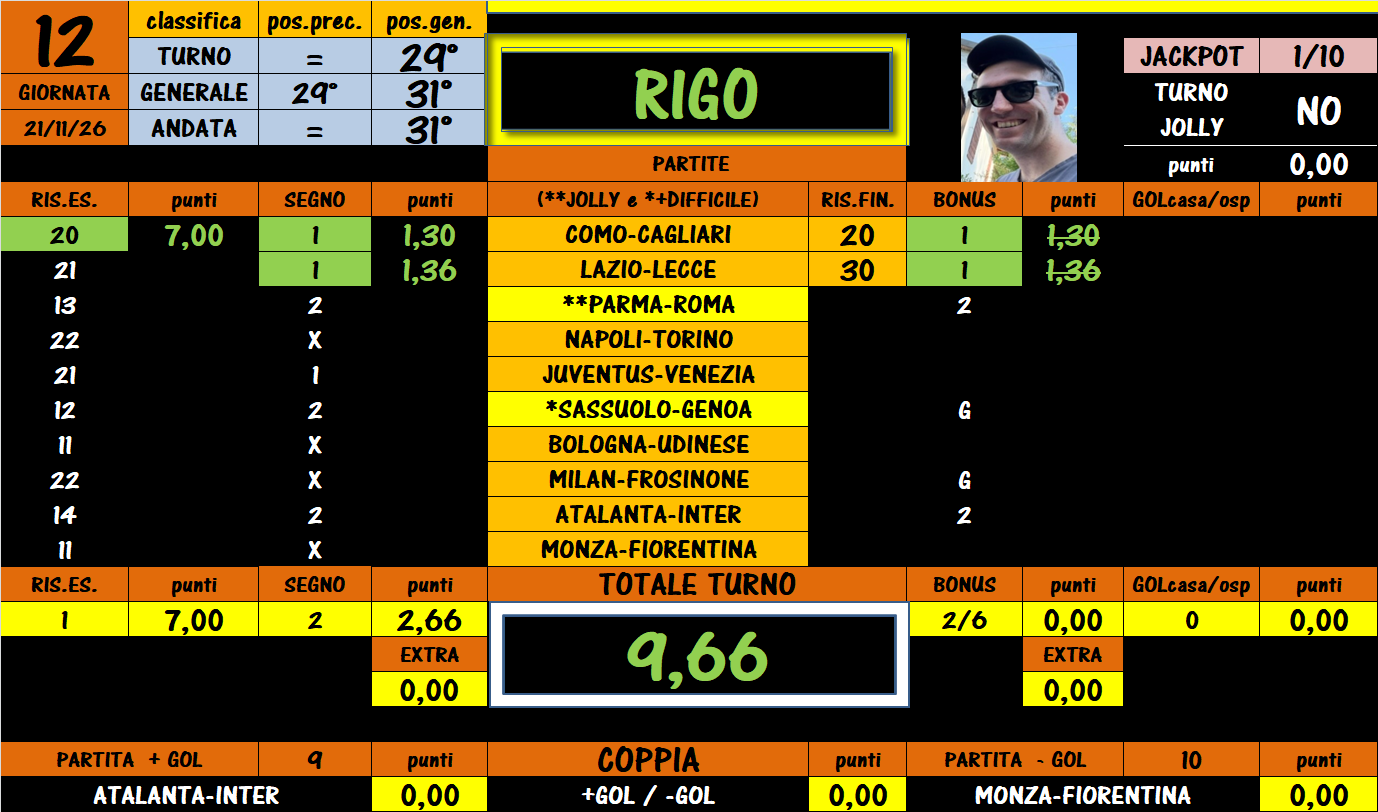 12 classifica pos.prec. pos.gen.
TURNO = 29° RIGO JACKPOT 1/10
GIORNATA GENERALE 29° 31° TURNO JOLLY NO
21/11/26 ANDATA = 31°
PARTITE punti 0,00
RIS.ES. punti SEGNO punti (**JOLLY e *+DIFFICILE) RIS.FIN. BONUS punti GOLcasa/osp punti
20 7,00 1 1,30 COMO-CAGLIARI 20 1 1,30
21 1 1,36 LAZIO-LECCE 30 1 1,36
13 2 **PARMA-ROMA 2
22 X NAPOLI-TORINO
21 1 JUVENTUS-VENEZIA
12 2 *SASSUOLO-GENOA G
11 X BOLOGNA-UDINESE
22 X MILAN-FROSINONE G
14 2 ATALANTA-INTER 2
11 X MONZA-FIORENTINA
RIS.ES. punti SEGNO punti TOTALE TURNO BONUS punti GOLcasa/osp punti
1 7,00 2 2,66 9,66 2/6 0,00 0 0,00
EXTRA EXTRA
0,00 0,00
PARTITA + GOL 9 punti COPPIA punti PARTITA - GOL 10 punti
ATALANTA-INTER 0,00 +GOL / -GOL 0,00 MONZA-FIORENTINA 0,00